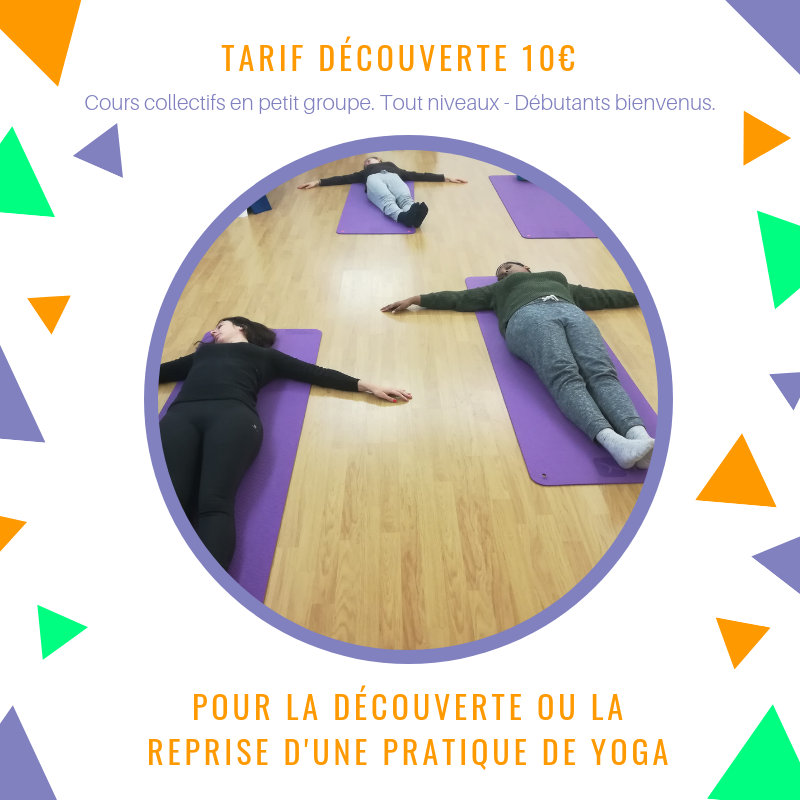 TARIF DÉCOUVERTE 10€
Cours collectifs en petit groupe. Tout niveaux - Débutants bienvenus.
POUR LA DÉCOUVERTE OU LA
REPRISE D'UNE PRATIQUE DE YOGA